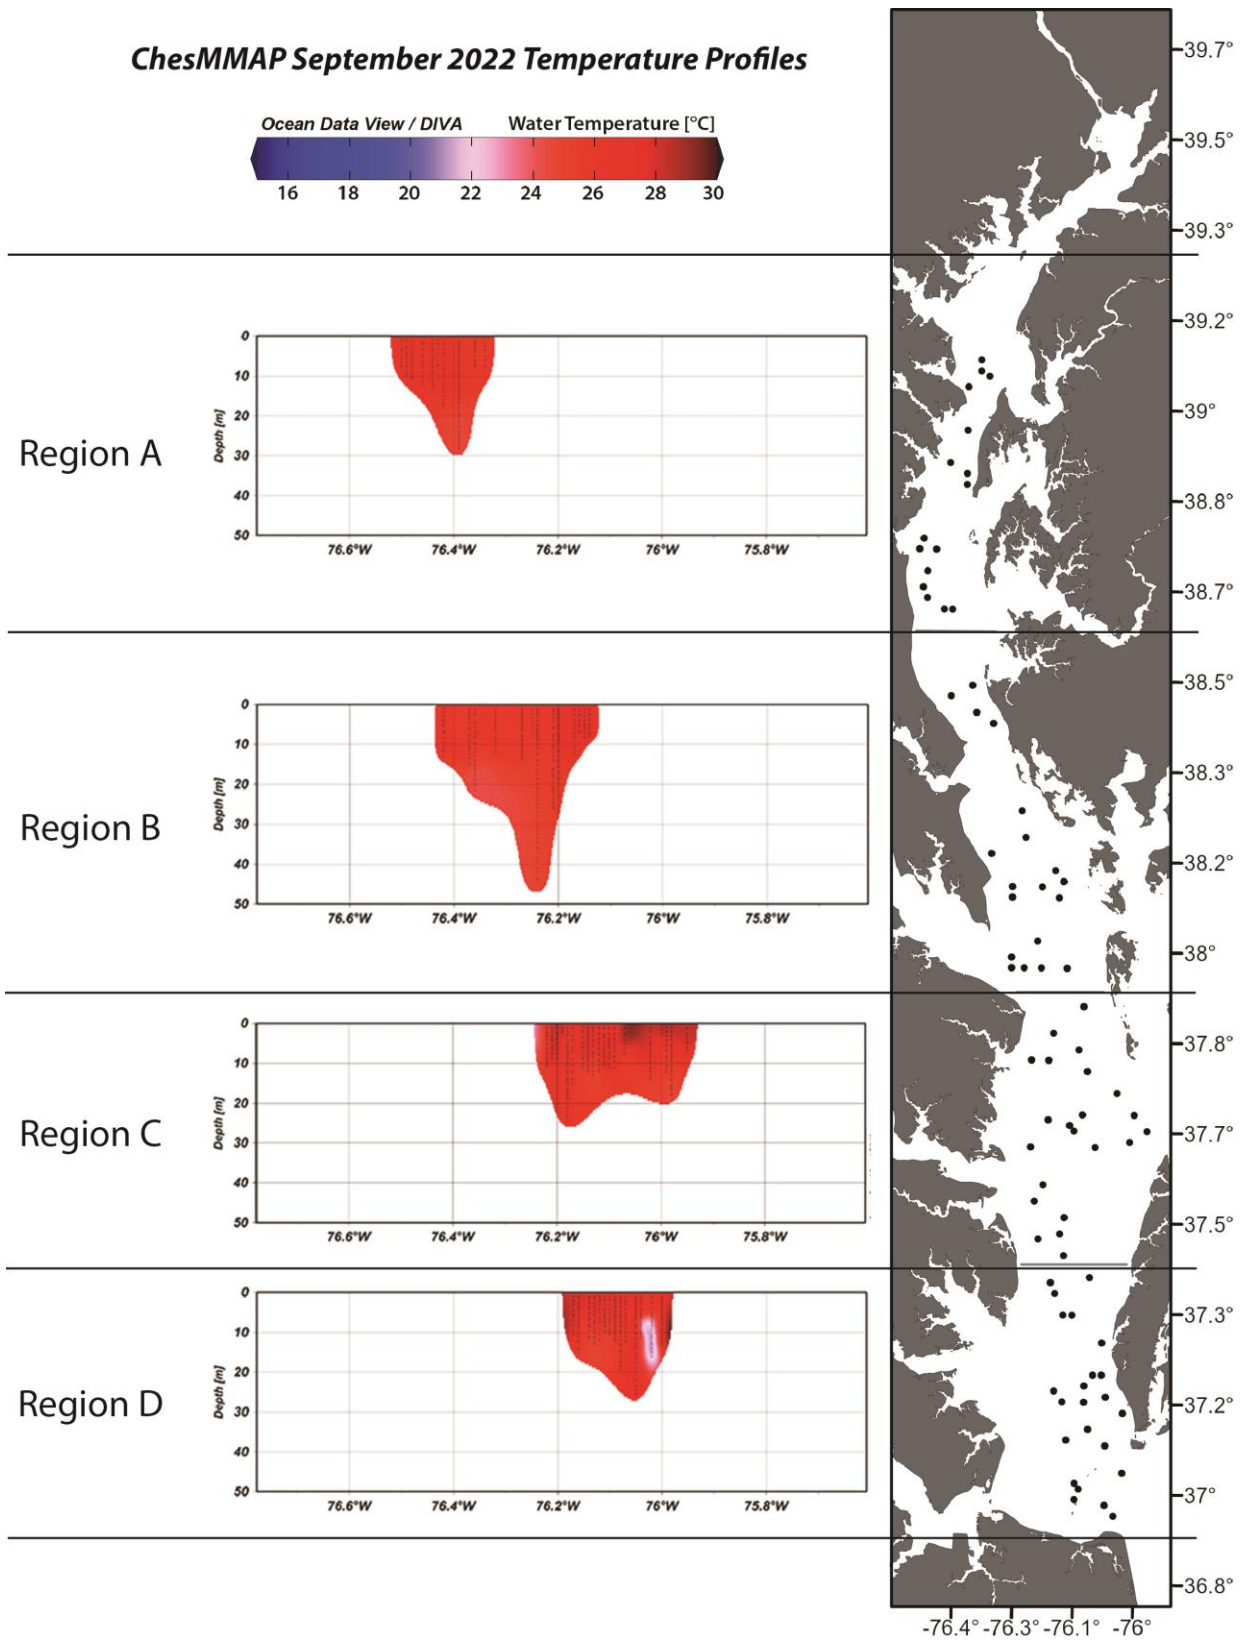 ChesMMAP September 2022 Temperature Profiles
Ocean Data View / DIVA Water Temperature [°C]
16 18 20 22 24 26 28 30
Region A
Depth [m]
0
10
20
30
40
50
76.6°W 76.4°W 76.2°W 76°W 75.8°W
Region B
Depth [m]
0
10
20
30
40
50
76.6°W 76.4°W 76.2°W 76°W 75.8°W
Region C
Depth [m]
0
10
20
30
40
50
76.6°W 76.4°W 76.2°W 76°W 75.8°W
Region D
Depth [m]
0
10
20
30
40
50
76.6°W 76.4°W 76.2°W 76°W 75.8°W
39.7°
39.5°
39.3°
39.2°
39°
38.8°
38.7°
38.5°
38.3°
38.2°
38°
37.8°
37.7°
37.5°
37.3°
37.2°
37°
36.8°
-76.4° -76.3° -76.1° -76°